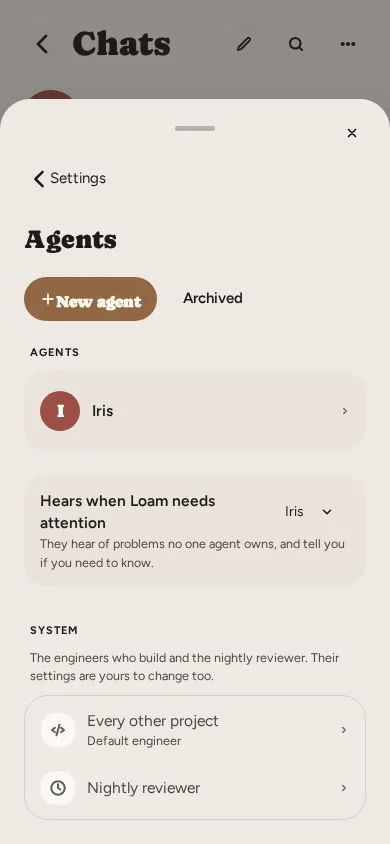 Chats
Settings
Agents
+ New agent
Archived
AGENTS
I
Iris
Hears when Loam needs
attention
Iris
They hear of problems no one agent owns, and tell you
if you need to know.
SYSTEM
The engineers who build and the nightly reviewer. Their
settings are yours to change too.
Every other project
Default engineer
Nightly reviewer